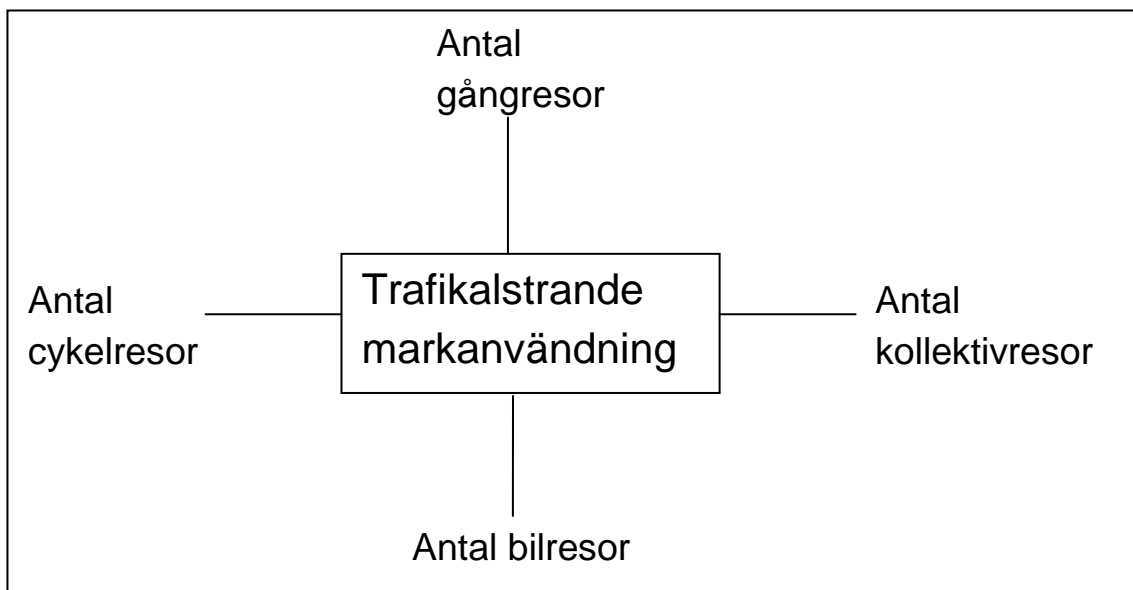 Antal
gångresor
Antal
cykelresor
Trafikalstrande
markanvändning
Antal
kollektivresor
Antal bilresor